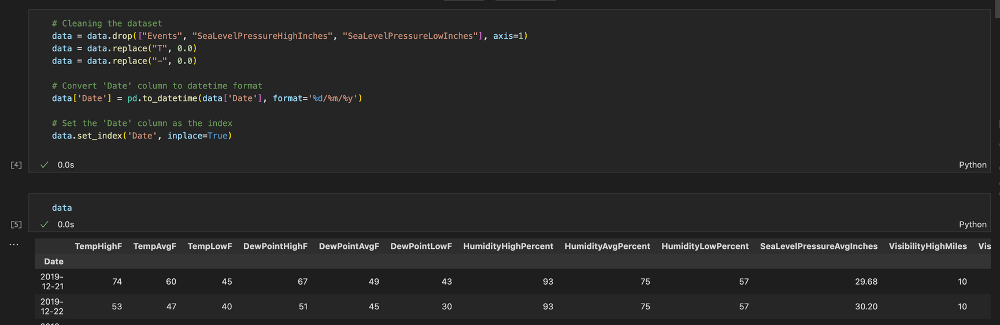 # Cleaning the dataset
data = data.drop(["Events", "SeaLevelPressureHighInches", "SeaLevelPressureLowInches"], axis=1)
data = data.replace("T", 0.0)
data = data.replace("-", 0.0)
# Convert 'Date' column to datetime format
data['Date'] = pd.to_datetime(data['Date'], format='%d/%m/%y')
# Set the 'Date' column as the index
data.set_index('Date', inplace=True)
[4] ✓ 0.0s Python
data
[5] ✓ 0.0s Python
...
TempHighF TempAvgF TempLowF DewPointHighF DewPointAvgF DewPointLowF HumidityHighPercent HumidityAvgPercent HumidityLowPercent SeaLevelPressureAvgInches VisibilityHighMiles Vis
Date
2019-
12-21 74 60 45 67 49 43 93 75 57 29.68 10
2019-
12-22 53 47 40 51 45 30 93 75 57 30.20 10